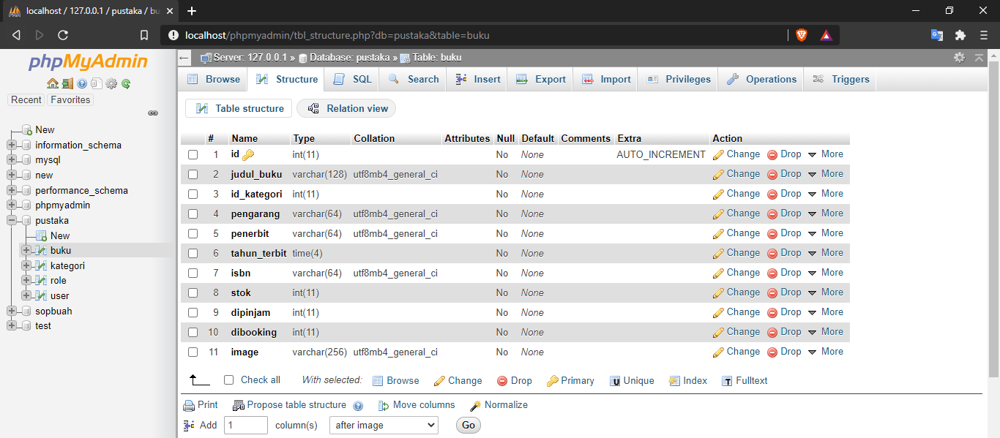 localhost / 127.0.0.1 / pustaka / bu
localhost/phpmyadmin/tbl_structure.php?db=pustaka&table=buku
phpMyAdmin
Recent Favorites
New
information_schema
mysql
new
performance_schema
phpmyadmin
pustaka
New
buku
kategori
role
user
sopbuah
test
Server: 127.0.0.1 » Database: pustaka » Table: buku
Browse Structure SQL Search Insert Export Import Privileges Operations Triggers
Table structure Relation view
# Name Type Collation Attributes Null Default Comments Extra Action
1 id int(11) No None AUTO_INCREMENT Change Drop More
2 judul_buku varchar(128) utf8mb4_general_ci No None Change Drop More
3 id_kategori int(11) No None Change Drop More
4 pengarang varchar(64) utf8mb4_general_ci No None Change Drop More
5 penerbit varchar(64) utf8mb4_general_ci No None Change Drop More
6 tahun_terbit time(4) No None Change Drop More
7 isbn varchar(64) utf8mb4_general_ci No None Change Drop More
8 stok int(11) No None Change Drop More
9 dipinjam int(11) No None Change Drop More
10 dibooking int(11) No None Change Drop More
11 image varchar(256) utf8mb4_general_ci No None Change Drop More
Check all With selected: Browse Change Drop Primary Unique Index Fulltext
Print Propose table structure Move columns Normalize
Add 1 column(s) after image Go